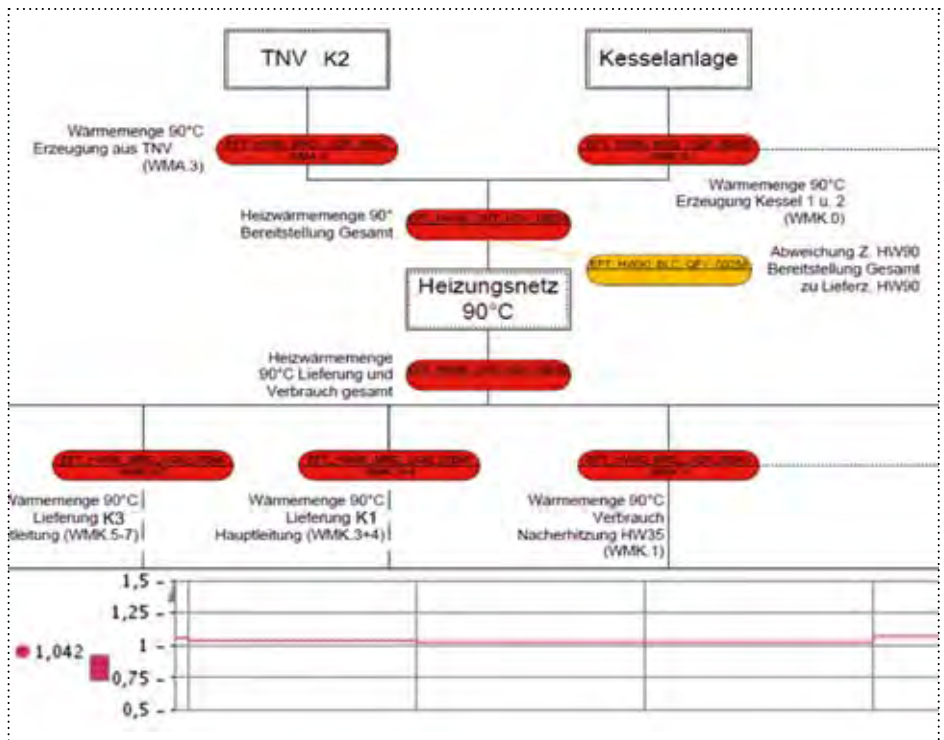 TNV K2
Kesselanlage
Wärmemenge 90°C
Erzeugung aus TNV
(WMA.3)
Wärmemenge 90°C
Erzeugung Kessel 1 u. 2
(WMK.0)
Heizwärmemenge 90°
Bereitstellung Gesamt
Abweichung Z. HW90
Bereitstellung Gesamt
zu Lieferz. HW90
Heizungsnetz
90°C
Heizwärmemenge
90°C Lieferung und
Verbrauch gesamt
Wärmemenge 90°C
Lieferung K3
(WMK.5-7)
Wärmemenge 90°C
Lieferung K1
Hauptleitung (WMK.3+4)
Wärmemenge 90°C
Verbrauch
Nacherhitzung HW35
(WMK.1)
1,5
1,25
1
0,75
0,5
1,042